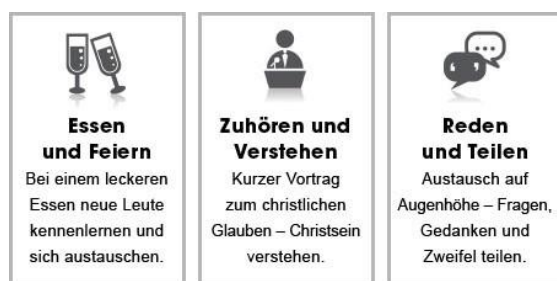 Essen
und Feiern
Bei einem leckeren
Essen neue Leute
kennenlernen und
sich austauschen.
Zuhören und
Verstehen
Kurzer Vortrag
zum christlichen
Glauben – Christsein
verstehen.
Reden
und Teilen
Austausch auf
Augenhöhe – Fragen,
Gedanken und
Zweifel teilen.